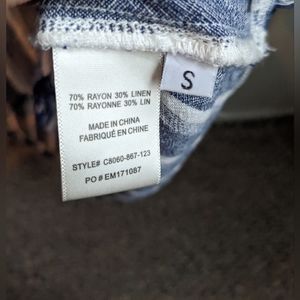 70% RAYON 30% LINEN
70% RAYONNE 30% LIN
MADE IN CHINA
FABRIQUÉ EN CHINE
STYLE# C8060-867-123
PO # EM171087
S